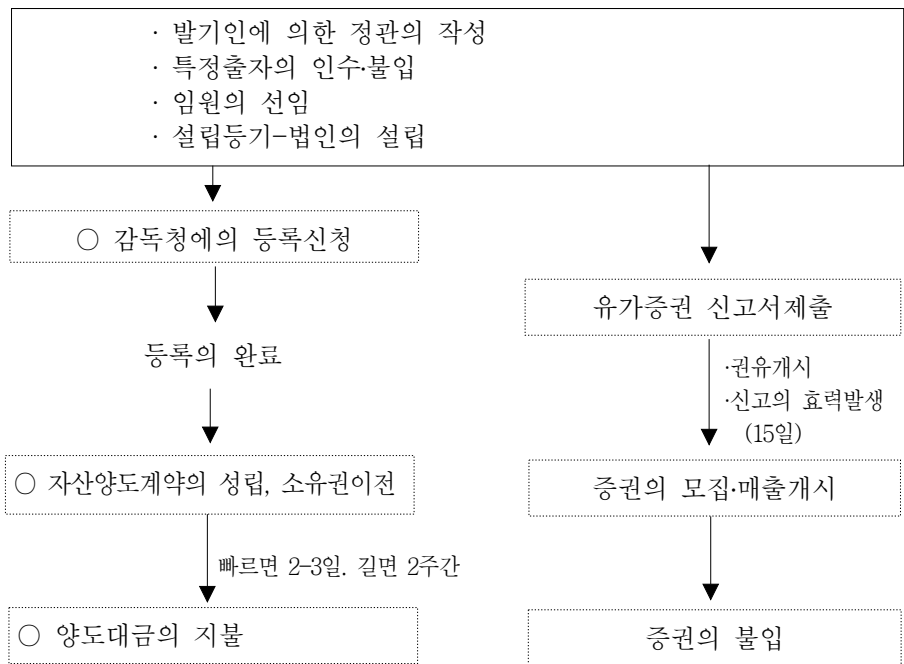 · 발기인에 의한 정관의 작성
· 특정출자의 인수·불입
· 임원의 선임
· 설립등기-법인의 설립
○ 감독청에의 등록신청
등록의 완료
○ 자산양도계약의 성립, 소유권이전
빠르면 2-3일. 길면 2주간
○ 양도대금의 지불
유가증권 신고서제출
·권유개시
·신고의 효력발생
(15일)
증권의 모집·매출개시
증권의 불입